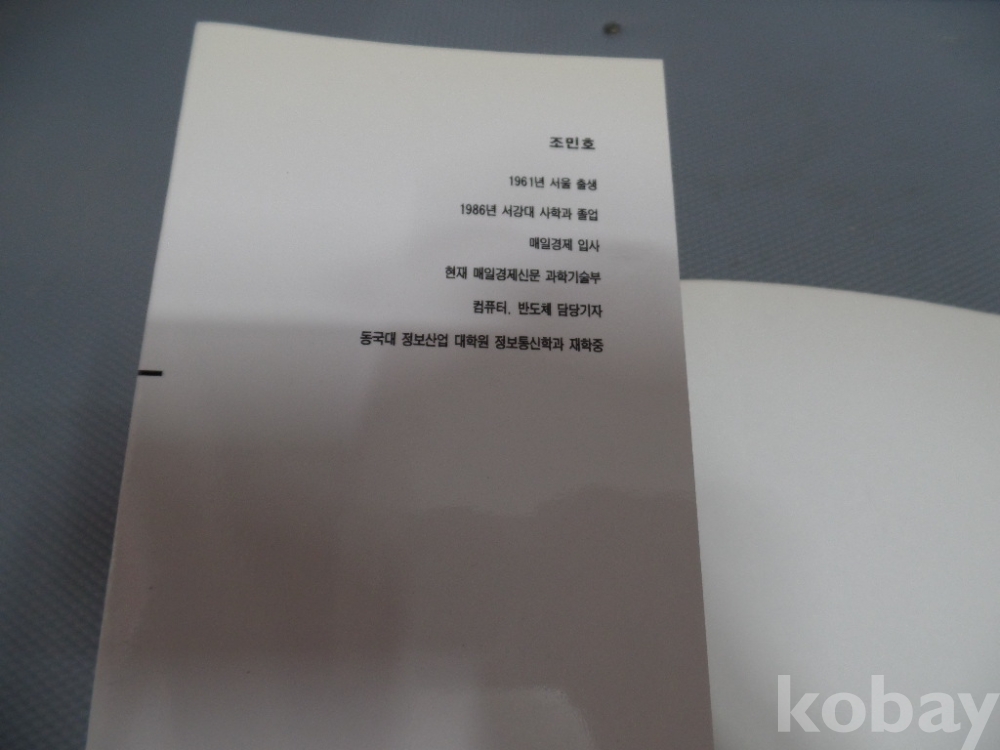 조민호
1961년 서울 출생
1986년 서강대 사학과 졸업
매일경제 입사
현재 매일경제신문 과학기술부
컴퓨터, 반도체 담당기자
동국대 정보산업 대학원 정보통신학과 재학중
kobay